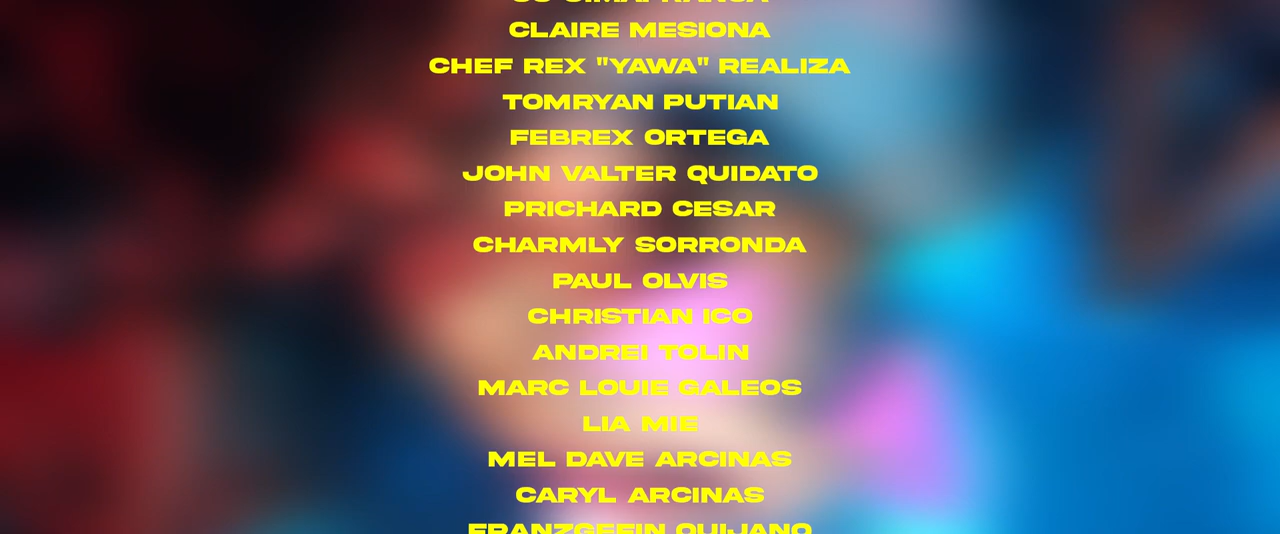 CLAIRE MESIONA
CHEF REX "YAWA" REALIZA
TOMRYAN PUTIAN
FEBREX ORTEGA
JOHN VALTER QUIDATO
PRICHARD CESAR
CHARMLY SORRONDA
PAUL OLVIS
CHRISTIAN ICO
ANDREI TOLIN
MARC LOUIE GALEOS
LIA MIE
MEL DAVE ARCINAS
CARYL ARCINAS
QUIJANO